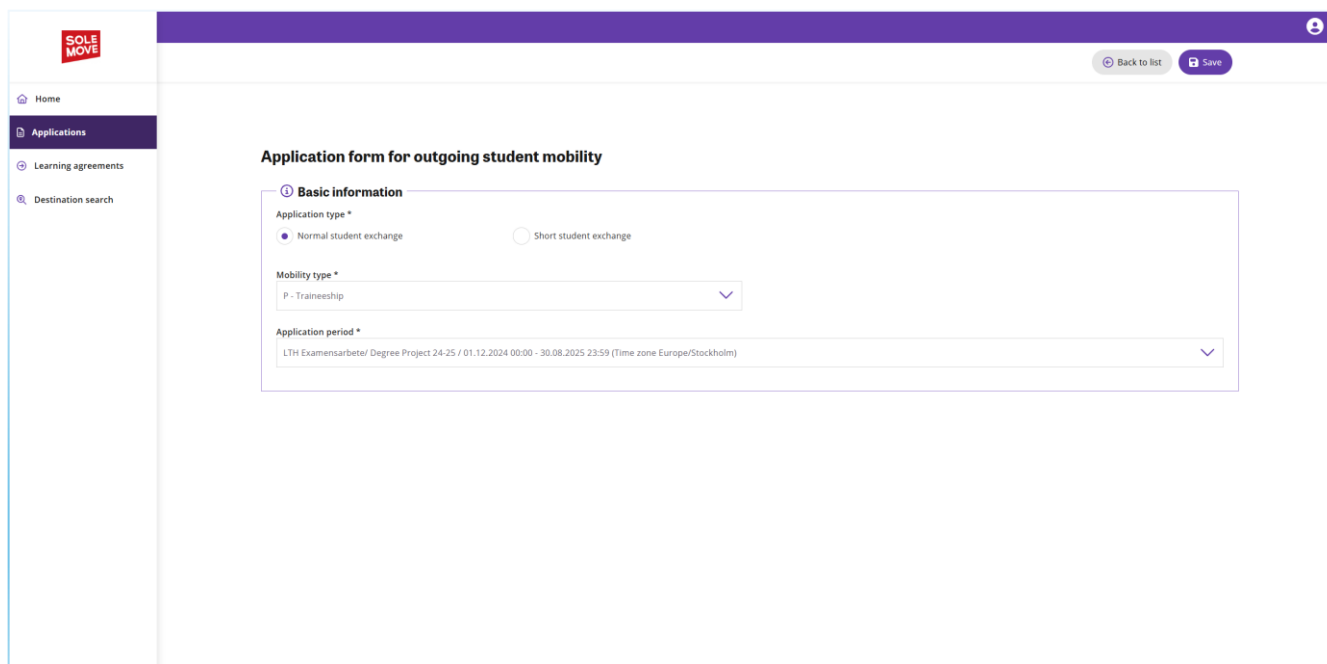 SOLE
MOVE
Back to list
Save
Home
Applications
Learning agreements
Destination search
Application form for outgoing student mobility
Basic information
Application type *
Normal student exchange
Short student exchange
Mobility type *
P - Traineeship
Application period *
LTH Examensarbete/ Degree Project 24-25 / 01.12.2024 00:00 - 30.08.2025 23:59 (Time zone Europe/Stockholm)